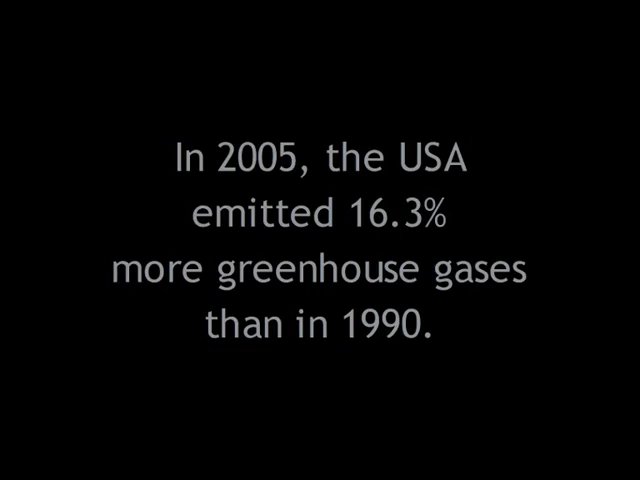 In 2005, the USA
emitted 16.3%
more greenhouse gases
than in 1990.